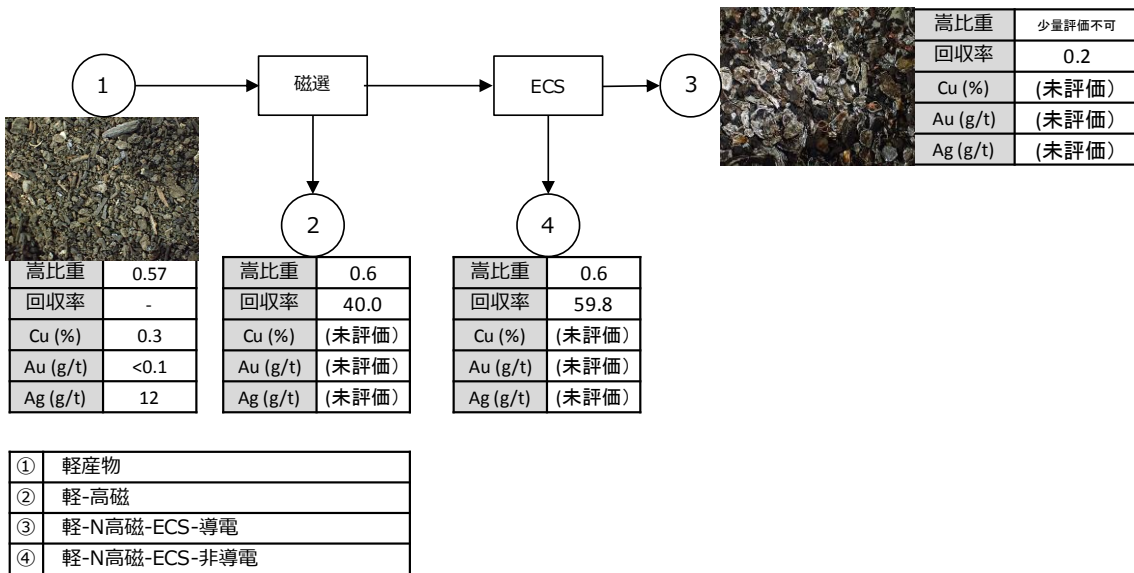 1
磁選
ECS
3
嵩比重 少量評価不可
回収率 0.2
Cu (%) (未評価)
Au (g/t) (未評価)
Ag (g/t) (未評価)
2
4
嵩比重 0.57
回収率 -
Cu (%) 0.3
Au (g/t) <0.1
Ag (g/t) 12
嵩比重 0.6
回収率 40.0
Cu (%) (未評価)
Au (g/t) (未評価)
Ag (g/t) (未評価)
嵩比重 0.6
回収率 59.8
Cu (%) (未評価)
Au (g/t) (未評価)
Ag (g/t) (未評価)
① 軽産物
② 軽-高磁
③ 軽-N高磁-ECS-導電
④ 軽-N高磁-ECS-非導電